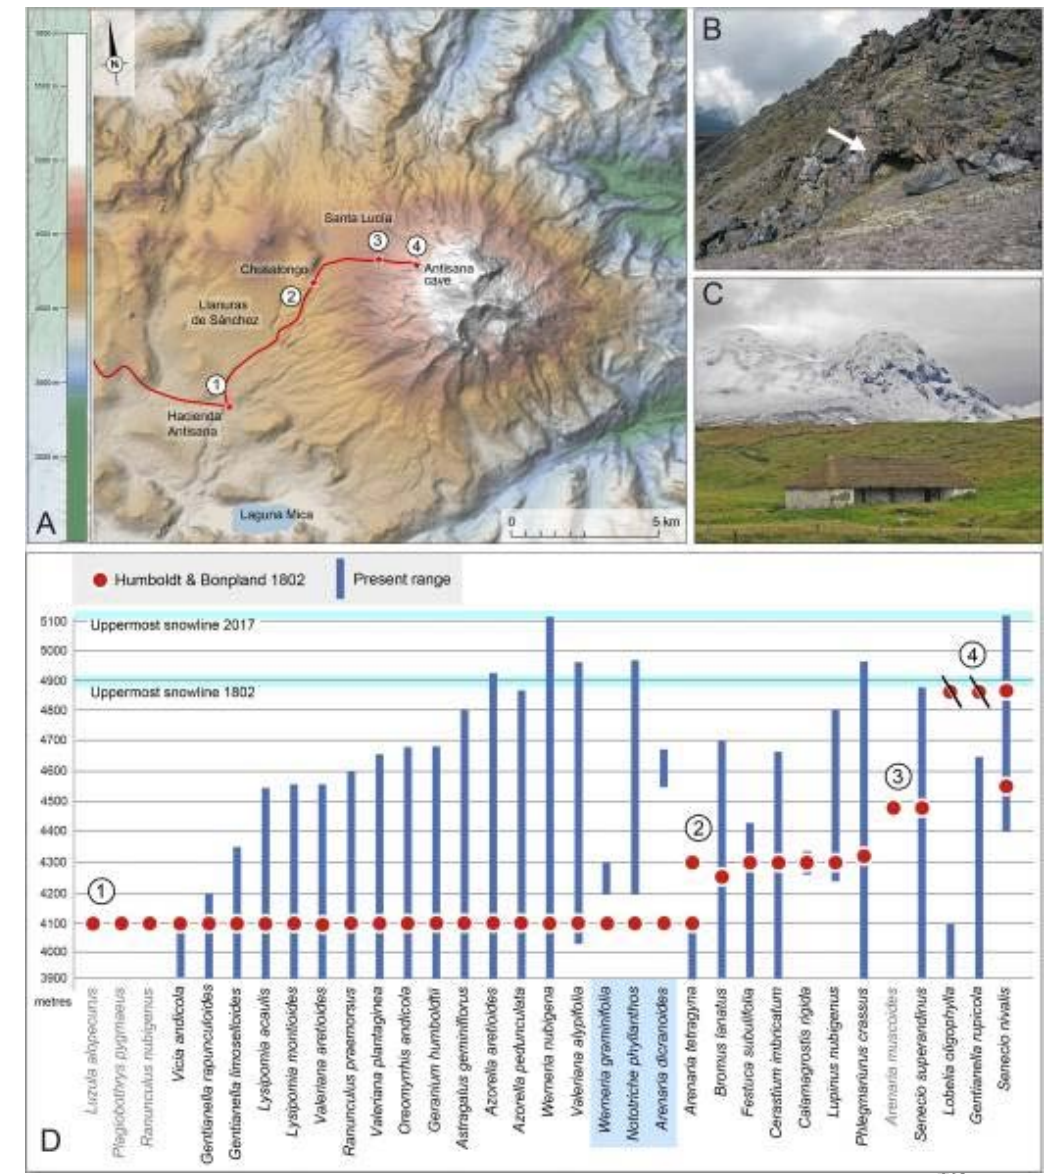 N
Santa Lucía
3
4
Chusalongo
Antisana
cave
2
Llanuras
de Sánchez
1
Hacienda
Antisana
Laguna Mica
0
5 km
A
B
C
Humboldt & Bonpland 1802
Present range
5100
Uppermost snowline 2017
5000
4900
Uppermost snowline 1802
4800
4700
4600
4500
4400
4300
4200
4100
4000
3900
metres
1
2
3
4
Luzula alopecurus
Plagiobothrys pygmaeus
Ranunculus nubigenus
Vicia andicola
Gentianella rapunculoides
Gentianella limoselloides
Lysipomia acaulis
Lysipomia montioides
Valeriana aretioides
Ranunculus praemorsus
Valeriana plantaginea
Oreomyrrhis andicola
Geranium humboldtii
Astragalus geminiflorus
Azorella aretioides
Azorella pedunculata
Werneria nubigena
Valeriana alypifolia
Werneria graminifolia
Nototriche phyllanthos
Arenaria dicranoides
Arenaria tetragyna
Bromus lanatus
Festuca subulifolia
Cerastium imbricatum
Calamagrostis rigida
Lupinus nubigenus
Phlegmariurus crassus
Arenaria muscoides
Senecio superandinus
Lobelia oligophylla
Gentianella rupicola
Senecio nivalis
D